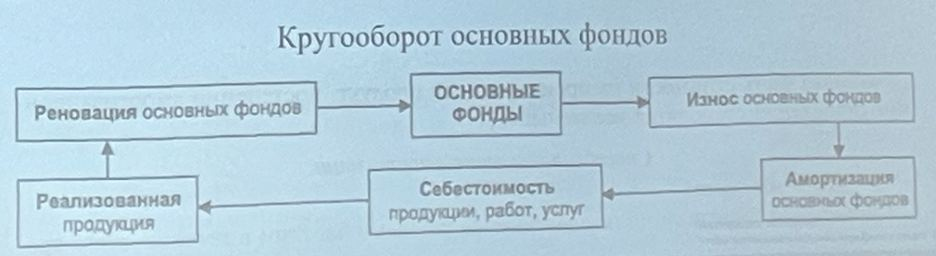 Кругооборот основных фондов
Реновация основных фондов
ОСНОВНЫЕ
ФОНДЫ
Износ основных фондов
Реализованная
продукция
Себестоимость
продукции, работ, услуг
Амортизация
основных фондов